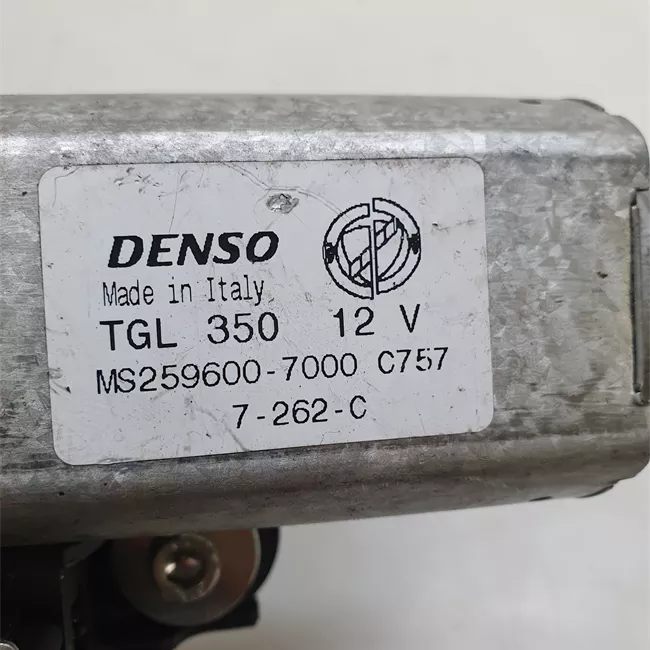 DENSO
Made in Italy
TGL 350 12 V
MS259600-7000 C757
7-262-C